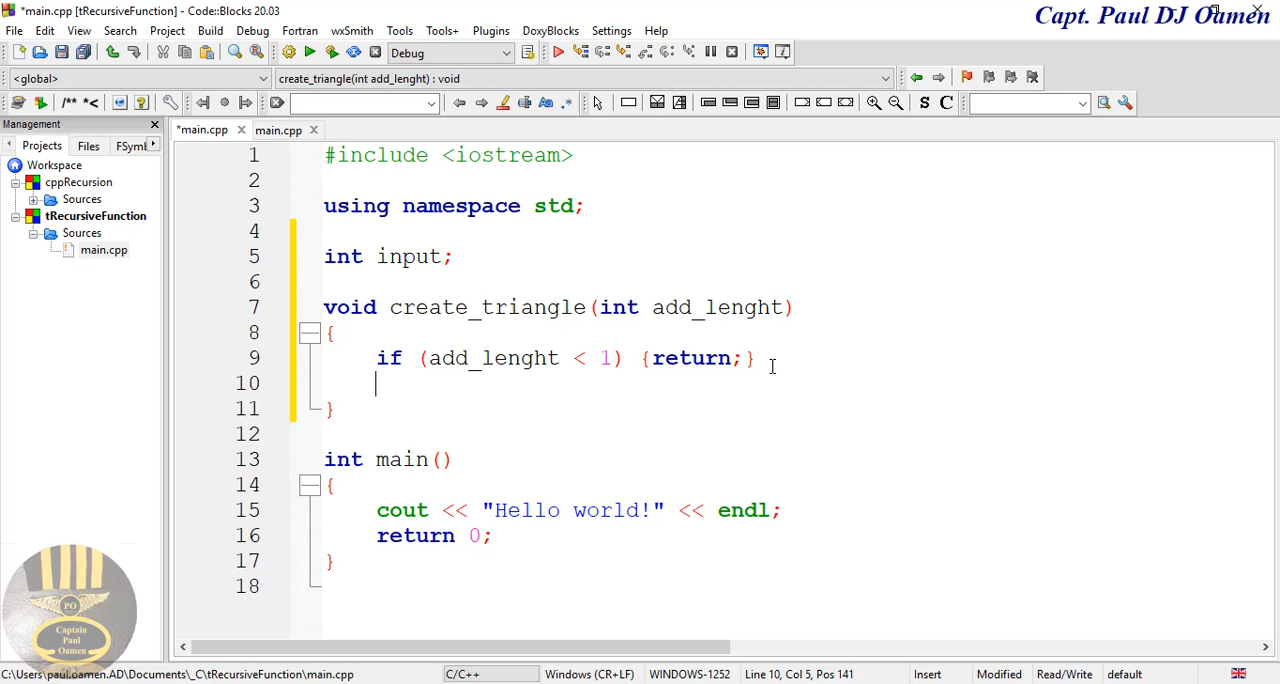 *main.cpp [tRecursiveFunction] - Code::Blocks 20.03
Capt. Paul DJ Oamen
File Edit View Search Project Build Debug Fortran wxSmith Tools Tools+ Plugins DoxyBlocks Settings Help
Debug
<global> create_triangle(int add_lenght) : void
/** *< S C
Management
*main.cpp main.cpp
Projects Files FSymb
Workspace
cppRecursion
Sources
tRecursiveFunction
Sources
main.cpp
1 #include <iostream>
2
3 using namespace std;
4
5 int input;
6
7 void create_triangle(int add_lenght)
8 {
9 if (add_lenght < 1) {return;}
10
11 }
12
13 int main()
14 {
15 cout << "Hello world!" << endl;
16 return 0;
17 }
18
PO
Captain
Paul
Oamen
C:\Users\paul.oamen.AD\Documents\_C\tRecursiveFunction\main.cpp C/C++ Windows (CR+LF) WINDOWS-1252 Line 10, Col 5, Pos 141 Insert Modified Read/Write default